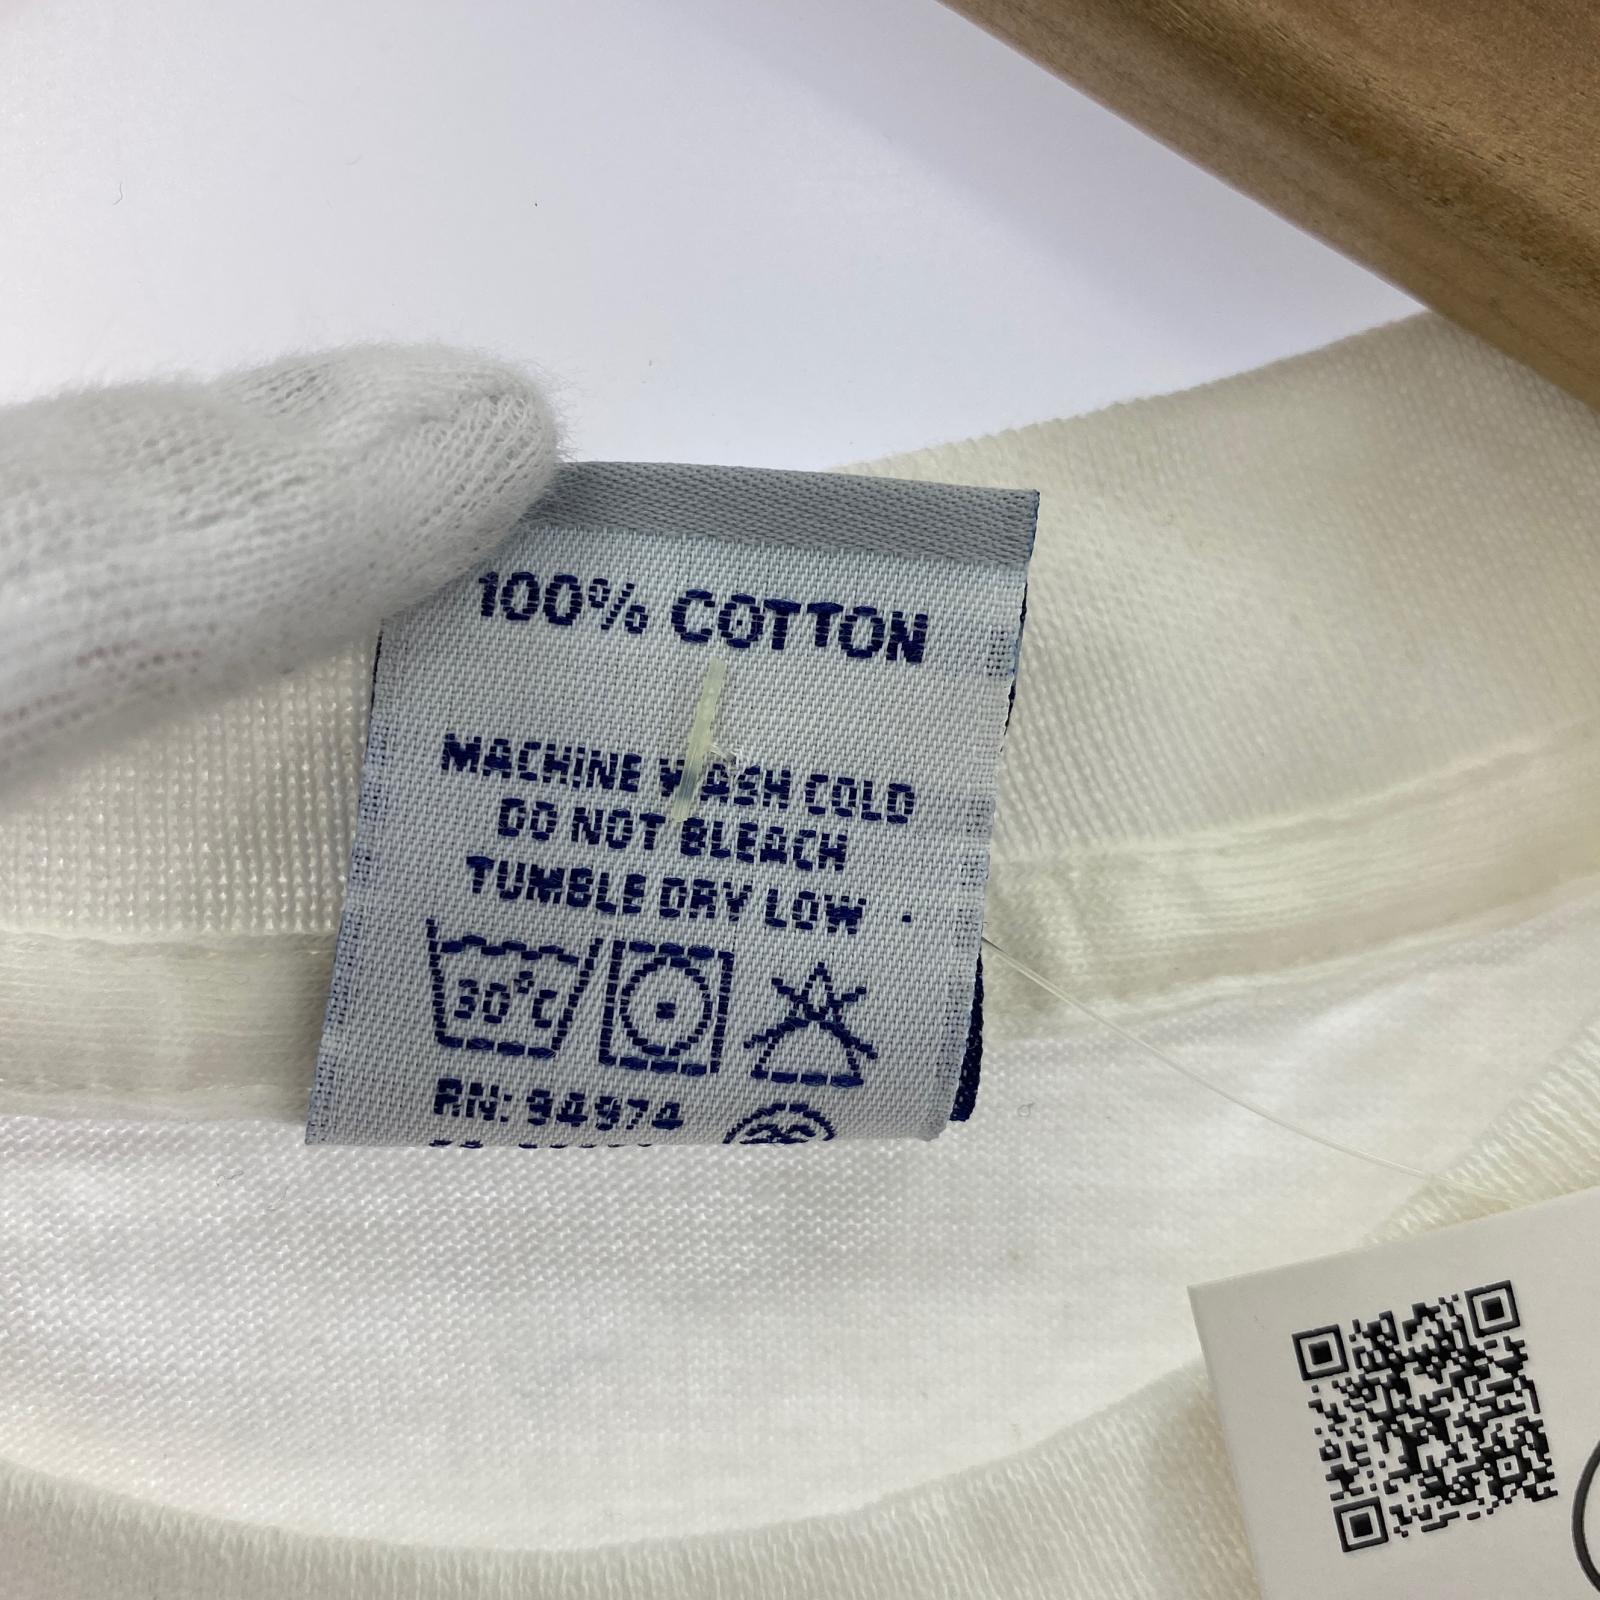 100% COTTON
MACHINE WASH COLD
DO NOT BLEACH
TUMBLE DRY LOW
30°C
RN: 94974